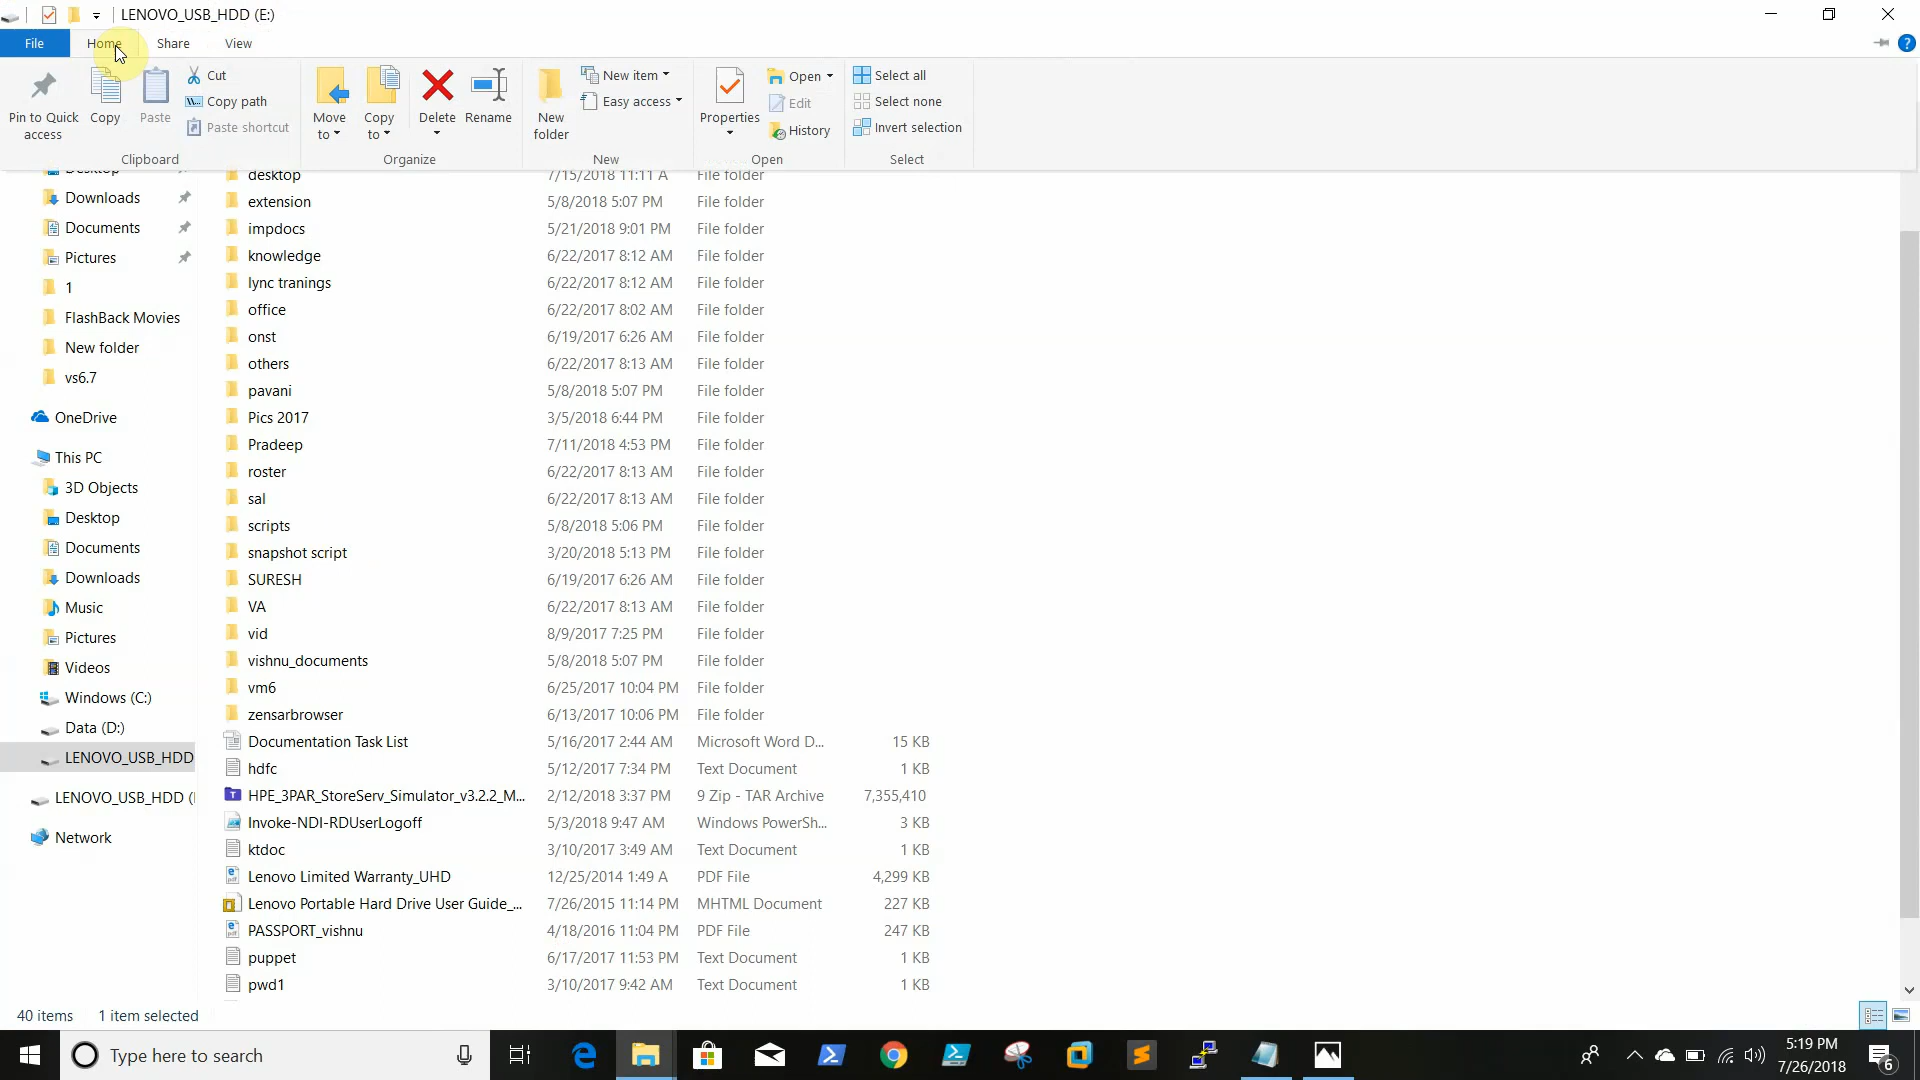 LENOVO_USB_HDD (E:)
File Home Share View
Pin to Quick access
Copy
Paste
Cut
Copy path
Paste shortcut
Clipboard
Move to
Copy to
Delete
Rename
Organize
New folder
New item
Easy access
New
Properties
Open
Edit
History
Open
Select all
Select none
Invert selection
Select
Desktop
Downloads
Documents
Pictures
1
FlashBack Movies
New folder
vs6.7
OneDrive
This PC
3D Objects
Desktop
Documents
Downloads
Music
Pictures
Videos
Windows (C:)
Data (D:)
LENOVO_USB_HDD
LENOVO_USB_HDD (
Network
desktop 7/15/2018 11:11 A File folder
extension 5/8/2018 5:07 PM File folder
impdocs 5/21/2018 9:01 PM File folder
knowledge 6/22/2017 8:12 AM File folder
lync tranings 6/22/2017 8:12 AM File folder
office 6/22/2017 8:02 AM File folder
onst 6/19/2017 6:26 AM File folder
others 6/22/2017 8:13 AM File folder
pavani 5/8/2018 5:07 PM File folder
Pics 2017 3/5/2018 6:44 PM File folder
Pradeep 7/11/2018 4:53 PM File folder
roster 6/22/2017 8:13 AM File folder
sal 6/22/2017 8:13 AM File folder
scripts 5/8/2018 5:06 PM File folder
snapshot script 3/20/2018 5:13 PM File folder
SURESH 6/19/2017 6:26 AM File folder
VA 6/22/2017 8:13 AM File folder
vid 8/9/2017 7:25 PM File folder
vishnu_documents 5/8/2018 5:07 PM File folder
vm6 6/25/2017 10:04 PM File folder
zensarbrowser 6/13/2017 10:06 PM File folder
Documentation Task List 5/16/2017 2:44 AM Microsoft Word D... 15 KB
hdfc 5/12/2017 7:34 PM Text Document 1 KB
HPE_3PAR_StoreServ_Simulator_v3.2.2_M... 2/12/2018 3:37 PM 9 Zip - TAR Archive 7,355,410
Invoke-NDI-RDUserLogoff 5/3/2018 9:47 AM Windows PowerSh... 3 KB
ktdoc 3/10/2017 3:49 AM Text Document 1 KB
Lenovo Limited Warranty_UHD 12/25/2014 1:49 A PDF File 4,299 KB
Lenovo Portable Hard Drive User Guide_... 7/26/2015 11:14 PM MHTML Document 227 KB
PASSPORT_vishnu 4/18/2016 11:04 PM PDF File 247 KB
puppet 6/17/2017 11:53 PM Text Document 1 KB
pwd1 3/10/2017 9:42 AM Text Document 1 KB
40 items 1 item selected
Type here to search
5:19 PM
7/26/2018
6